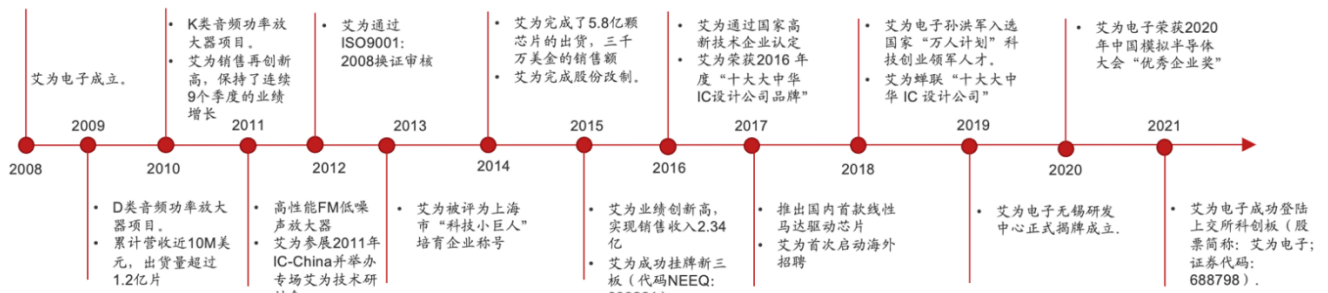 艾为电子成立。
• K类音频功率放
大器项目。
• 艾为销售再创新
高，保持了连续
9个季度的业绩
增长
• 艾为通过
ISO9001:
2008换证审核
• 艾为完成了5.8亿颗
芯片的出货，三千
万美金的销售额
• 艾为完成股份改制。
• 艾为通过国家高
新技术企业认定
• 艾为荣获2016 年
度“十大大中华
IC设计公司品牌”
• 艾为电子孙洪军入选
国家“万人计划”科
技创业领军人才。
• 艾为蝉联“十大大中
华 IC 设计公司”
• 艾为电子荣获2020
年中国模拟半导体
大会“优秀企业奖”
2009
2011
2013
2015
2017
2019
2021
2008
2010
2012
2014
2016
2018
2020
• D类音频功率放大
器项目。
• 累计营收近10M美
元，出货量超过
1.2亿片
• 高性能FM低噪
声放大器
• 艾为参展2011年
IC-China并举办
专场艾为技术研
• 艾为被评为上海
市“科技小巨人”
培育企业称号
• 艾为业绩创新高，
实现销售收入2.34
亿
• 艾为成功挂牌新三
板（代码NEEQ:
• 推出国内首款线性
马达驱动芯片
• 艾为首次启动海外
招聘
• 艾为电子无锡研发
中心正式揭牌成立.
• 艾为电子成功登陆
上交所科创板（股
票简称：艾为电子;
证券代码:
688798）.